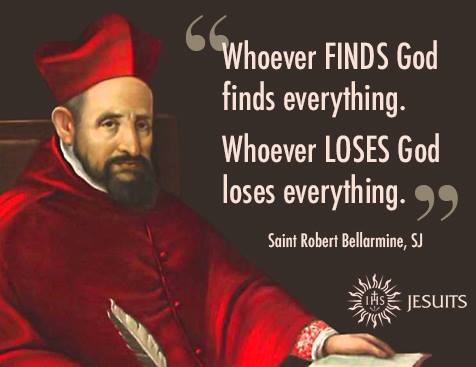 “Whoever FINDS God
finds everything.
Whoever LOSES God
loses everything.”
Saint Robert Bellarmine, SJ
IHS JESUITS